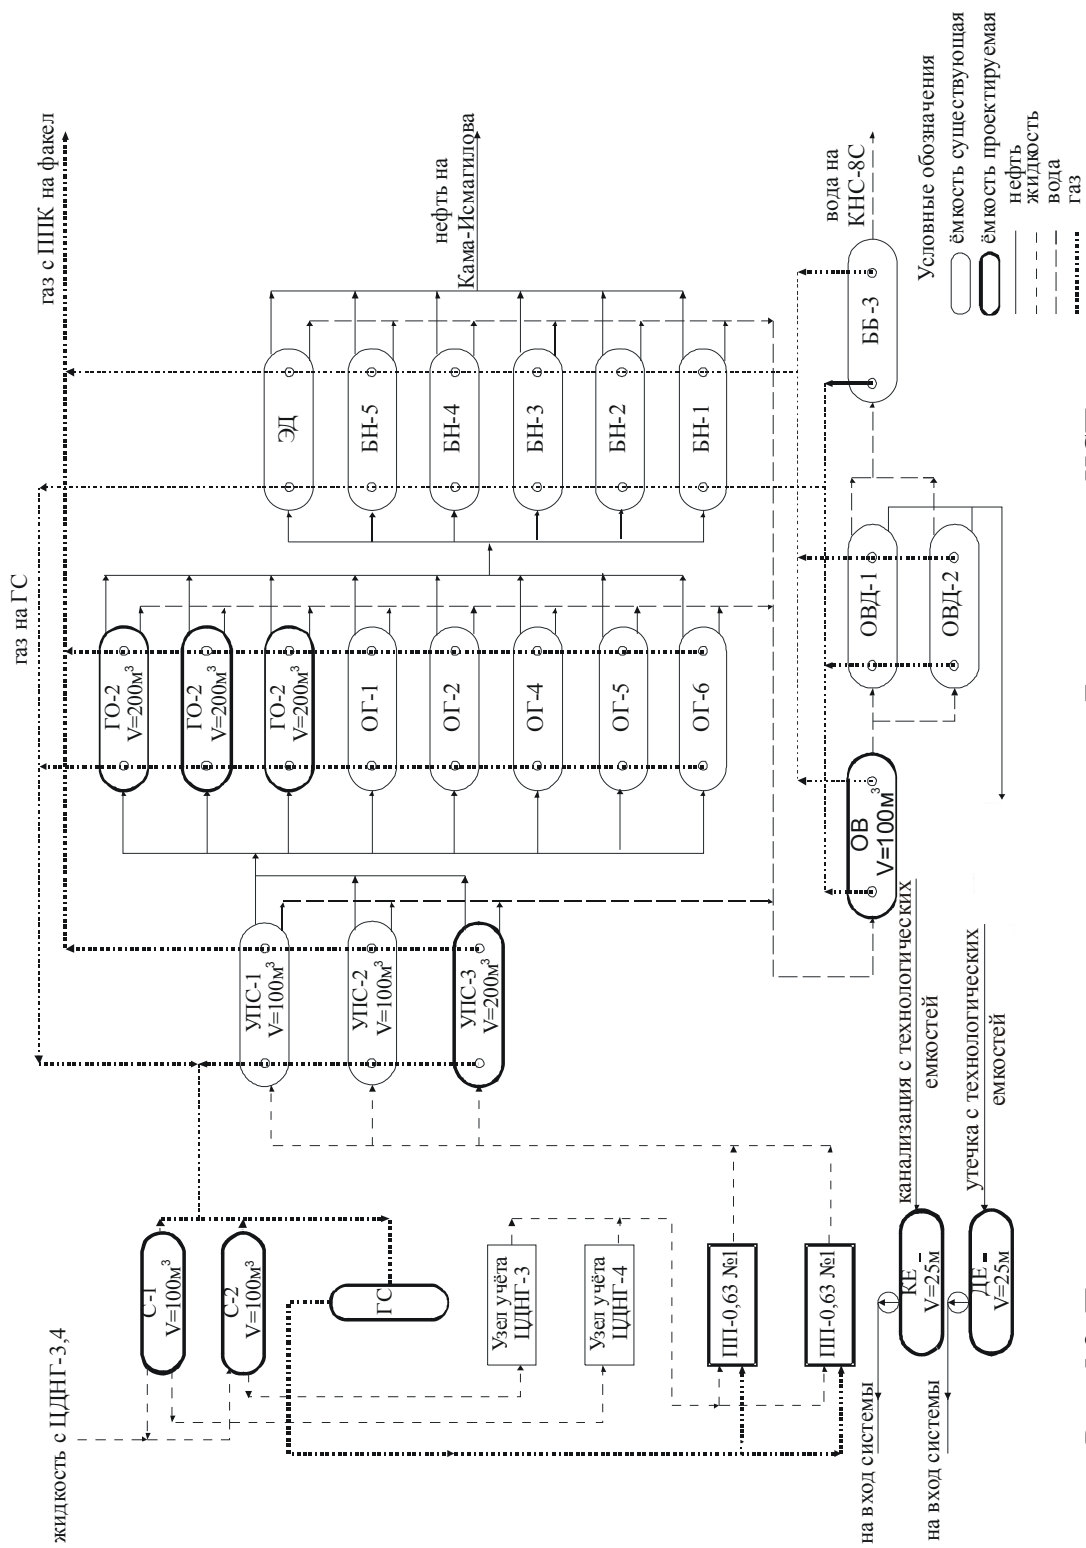 жидкость с ЦДНГ-3,4
С-1
V=100м³
С-2
V=100м³
ГС
Узел учёта
ЦДНГ-3
Узел учёта
ЦДНГ-4
ПП-0,63 №1
ПП-0,63 №1
на вход системы
КЕ
V=25м
на вход системы
ДЕ
V=25м
канализация с технологических
емкостей
утечка с технологических
емкостей
газ на ГС
газ с ППК на факел
УПС-1
V=100м³
УПС-2
V=100м³
УПС-3
V=200м³
ГО-2
V=200м³
ГО-2
V=200м³
ГО-2
V=200м³
ОГ-1
ОГ-2
ОГ-4
ОГ-5
ОГ-6
ЭД
БН-5
БН-4
БН-3
БН-2
БН-1
нефть на
Кама-Исмагилова
ОВ
V=100м³
ОВД-1
ОВД-2
ББ-3
вода на
КНС-8С
Условные обозначения
ёмкость существующая
ёмкость проектируемая
нефть
жидкость
вода
газ